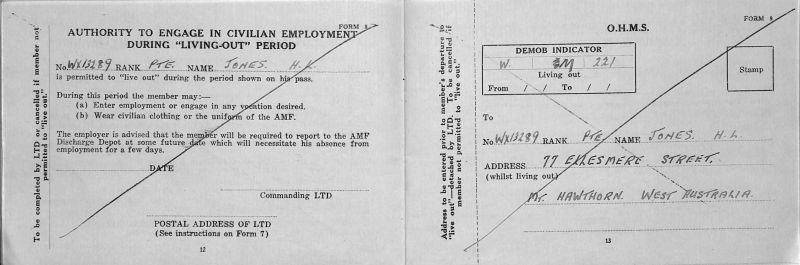 To be completed by LTD or cancelled if member not
permitted to "live out."
FORM 8
AUTHORITY TO ENGAGE IN CIVILIAN EMPLOYMENT
DURING "LIVING-OUT" PERIOD
No. WX13289 RANK PTE. NAME JONES. H. L.
is permitted to "live out" during the period shown on his pass.
During this period the member may:—
(a) Enter employment or engage in any vocation desired.
(b) Wear civilian clothing or the uniform of the AMF.
The employer is advised that the member will be required to report to the AMF
Discharge Depot at some future date which will necessitate his absence from
employment for a few days.
DATE
Commanding LTD
POSTAL ADDRESS OF LTD
(See instructions on Form 7)
12
Address to be entered prior to member's departure to
"live out"—detached by LTD. To be cancelled if
member not permitted to "live out."
FORM 8
O.H.M.S.
DEMOB INDICATOR
W. 221
Living out
From / / To / /
Stamp
To
No. WX13289 RANK PTE. NAME JONES. H. L.
ADDRESS 77 ELLESMERE STREET.
(whilst living out)
MT. HAWTHORN. WEST AUSTRALIA.
13